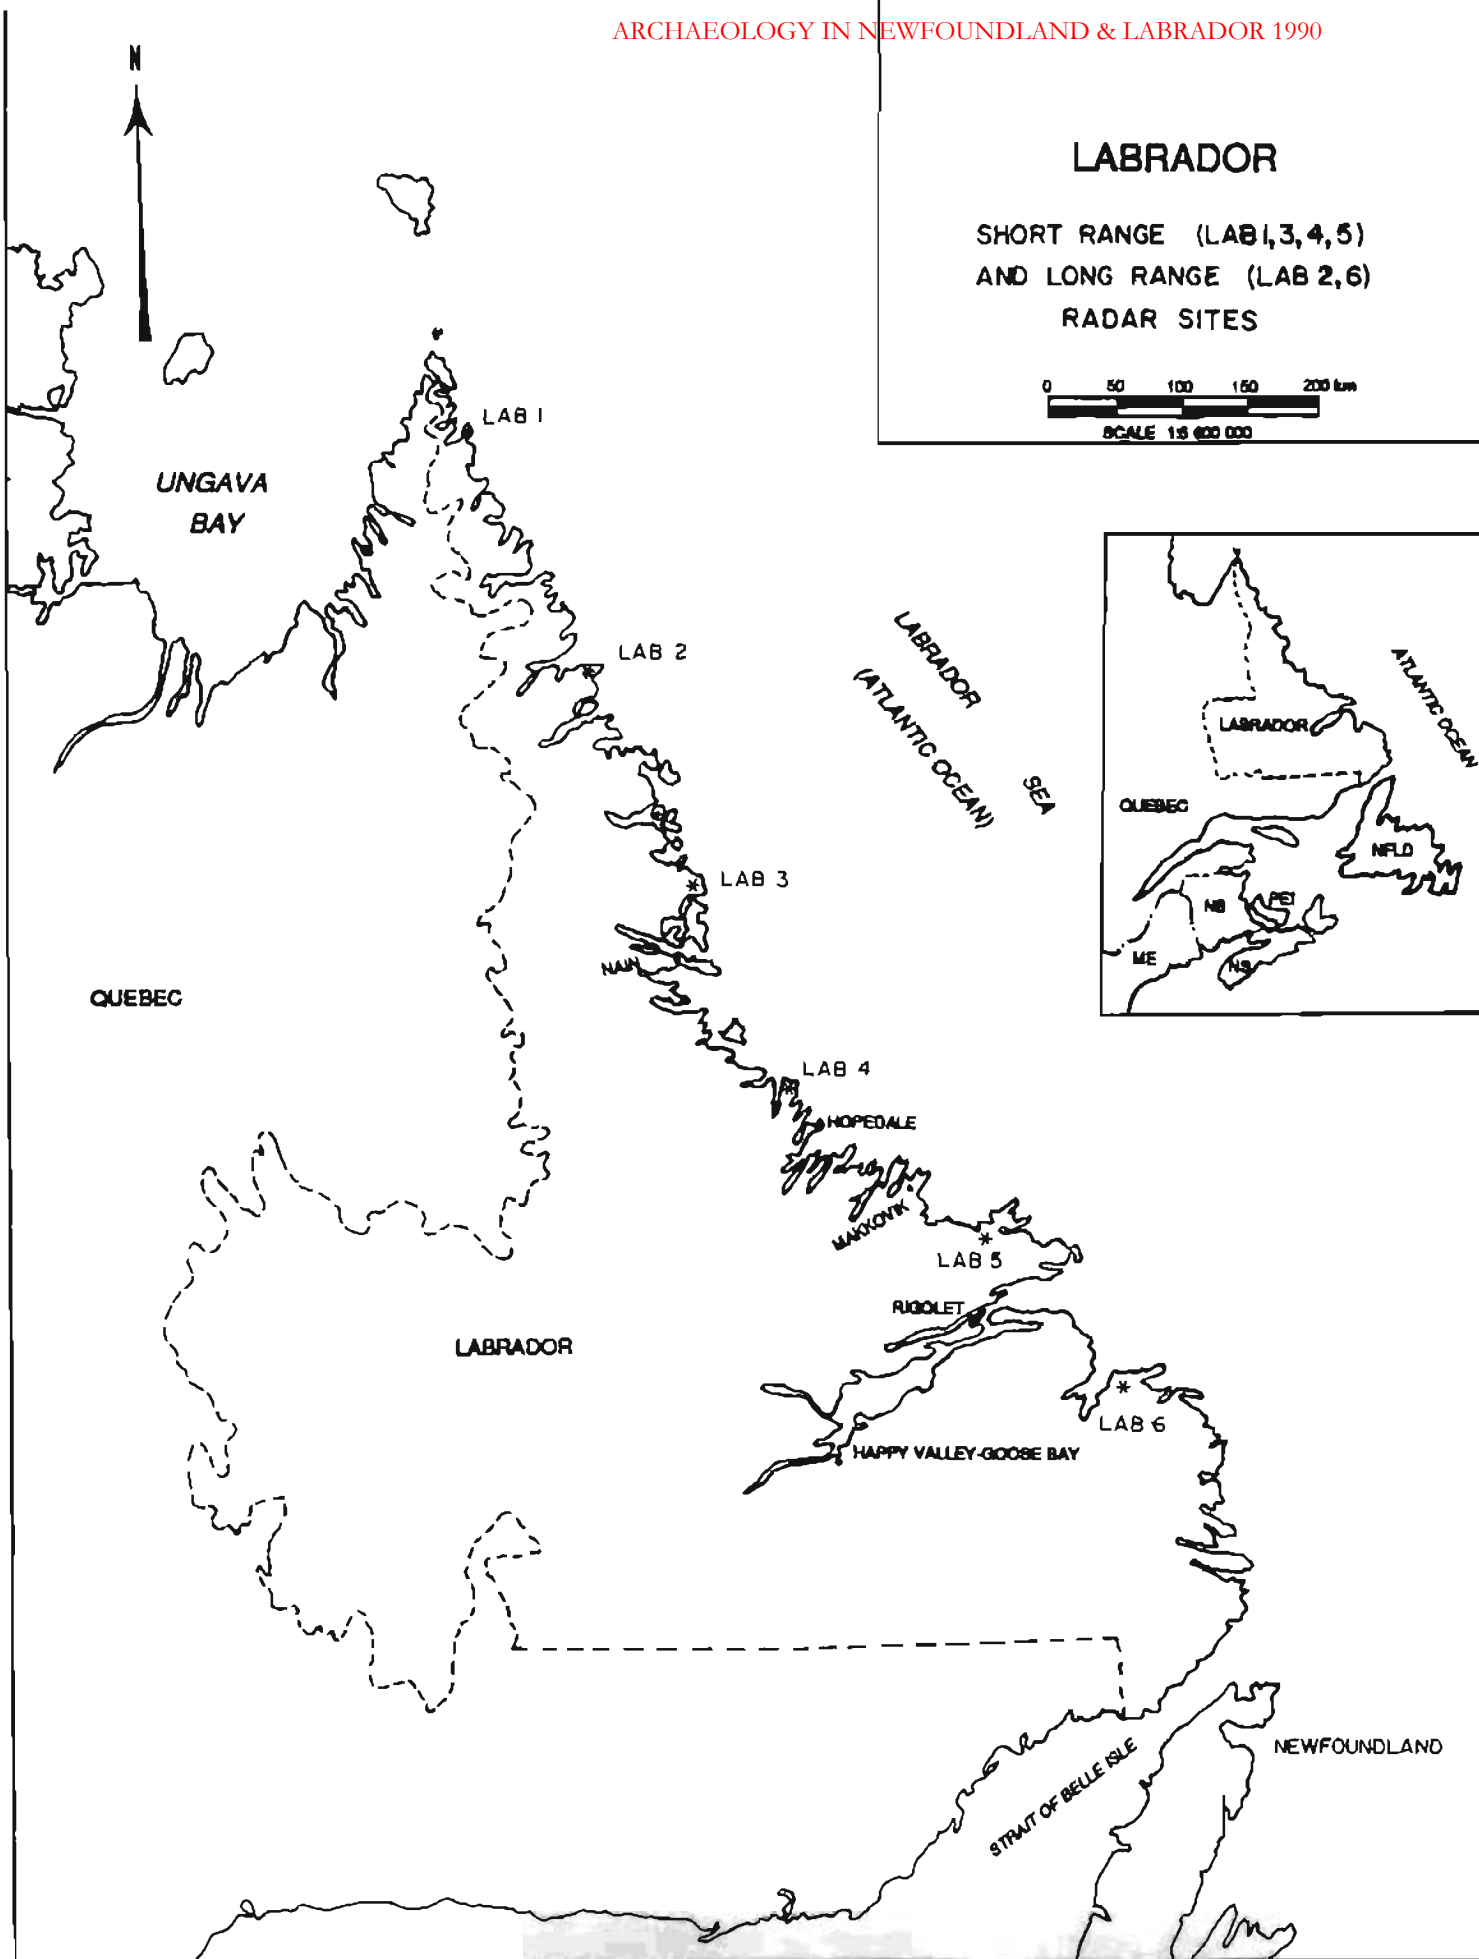 ARCHAEOLOGY IN NEWFOUNDLAND & LABRADOR 1990
N
LABRADOR
SHORT RANGE (LAB 1,3,4,5)
AND LONG RANGE (LAB 2,6)
RADAR SITES
0 50 100 150 200 km
SCALE
LAB 1
UNGAVA
BAY
LAB 2
LABRADOR
SEA
(ATLANTIC OCEAN)
LAB 3
NAIN
QUEBEC
LAB 4
HOPEDALE
MAKKOVIK
LAB 5
RIGOLET
LABRADOR
LAB 6
HAPPY VALLEY-GOOSE BAY
NEWFOUNDLAND
STRAIT OF BELLE ISLE
ATLANTIC OCEAN
LABRADOR
QUEBEC
NFLD
NB
PEI
ME
NS